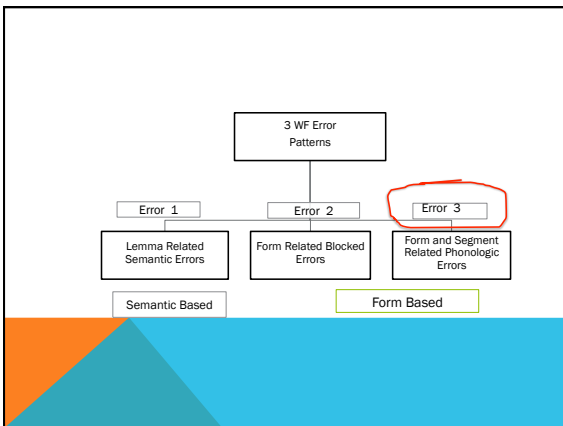 3 WF Error
Patterns
Error 1
Error 2
Error 3
Lemma Related
Semantic Errors
Form Related Blocked
Errors
Form and Segment
Related Phonologic
Errors
Semantic Based
Form Based